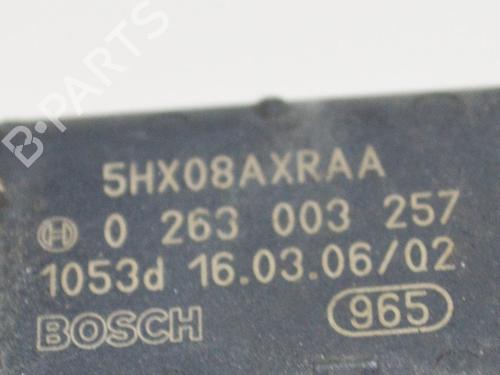 B-PARTS
5HX08AXRAA
0 263 003 257
1053d 16.03.06/02
BOSCH 965